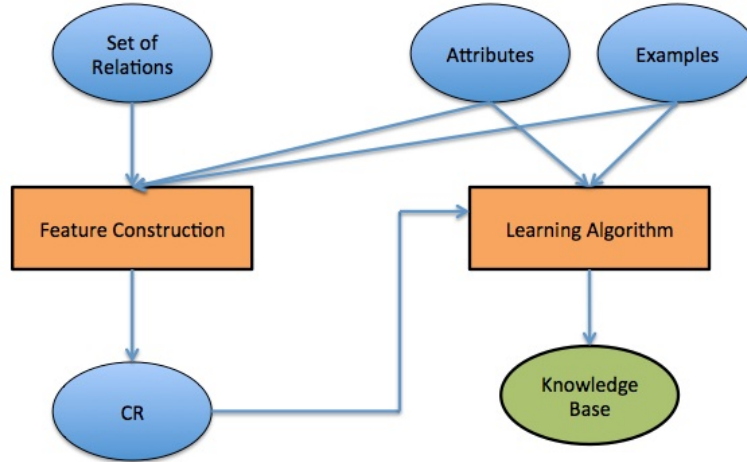 Set of
Relations
Attributes
Examples
Feature Construction
Learning Algorithm
CR
Knowledge
Base